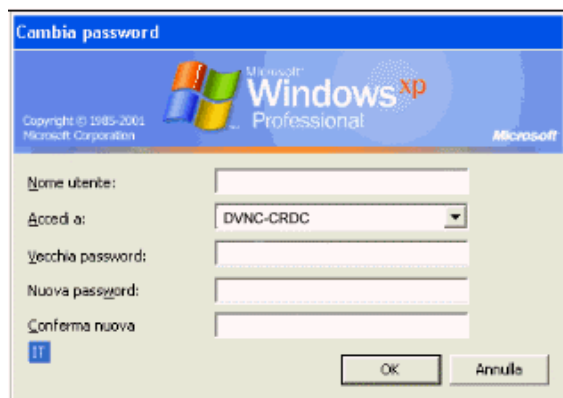 Cambia password
Microsoft
Windows xp
Professional
Copyright © 1985-2001
Microsoft Corporation
Microsoft
Nome utente:
Accedi a:
DVNC-CRDC
Vecchia password:
Nuova password:
Conferma nuova
IT
OK
Annulla